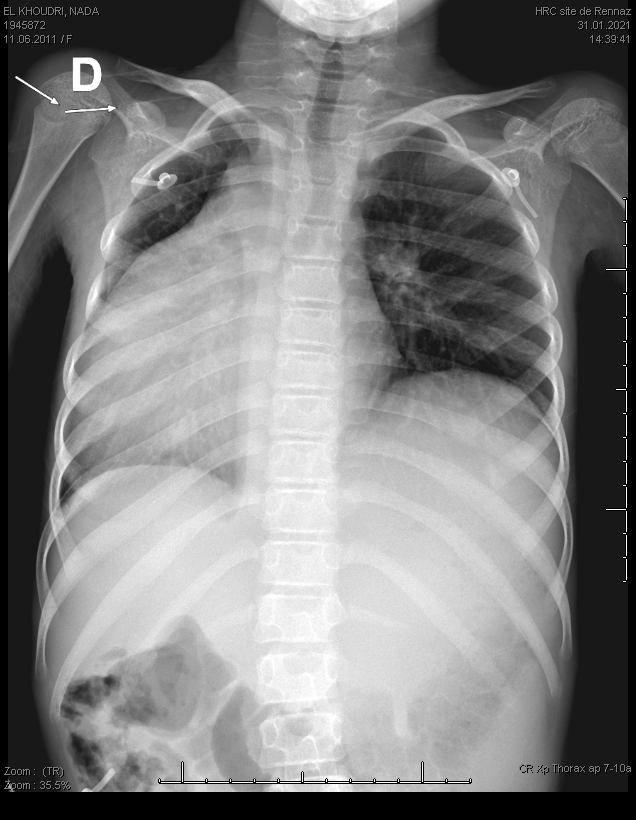 EL KHOUDRI, NADA
1945872
11.06.2011 / F
HRC site de Rennaz
31.01.2021
14:39:41
D
Zoom : (TR)
Zoom : 35.5%
CR Xp Thorax ap 7-10a